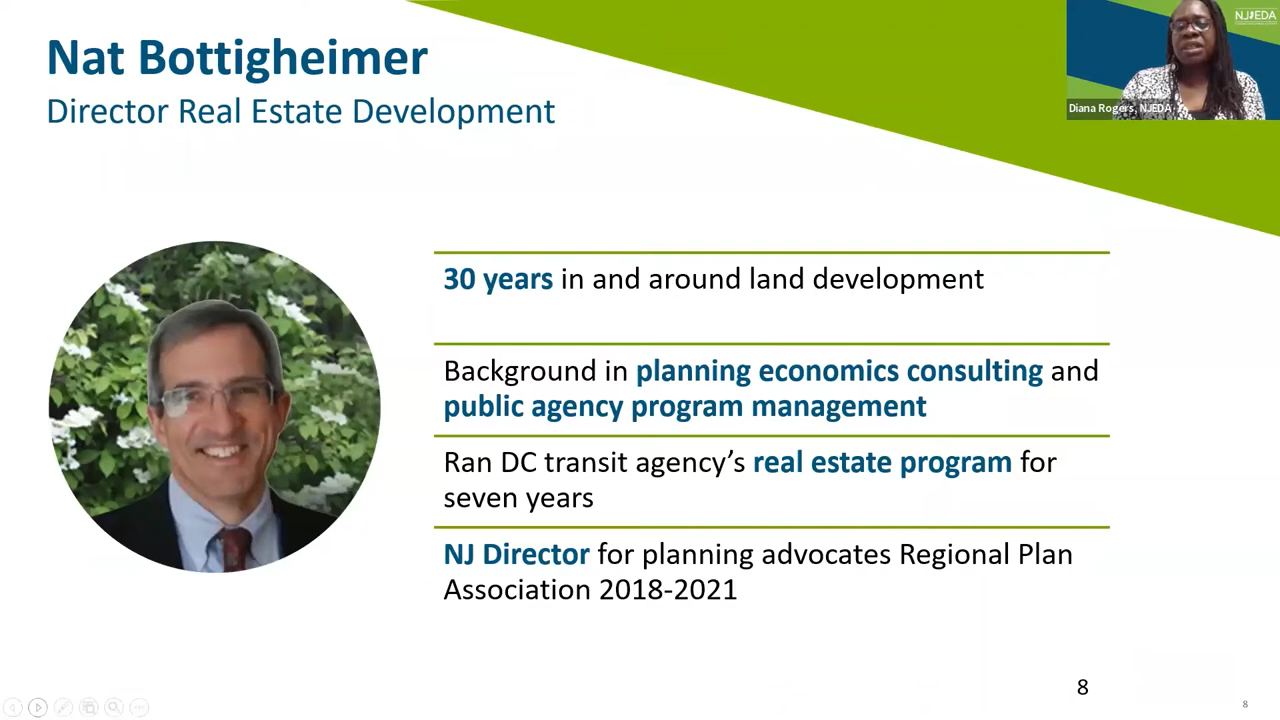 Nat Bottigheimer
Director Real Estate Development
NJEDA
Diana Rogers, NJEDA
30 years in and around land development
Background in planning economics consulting and
public agency program management
Ran DC transit agency’s real estate program for
seven years
NJ Director for planning advocates Regional Plan
Association 2018-2021
8
8